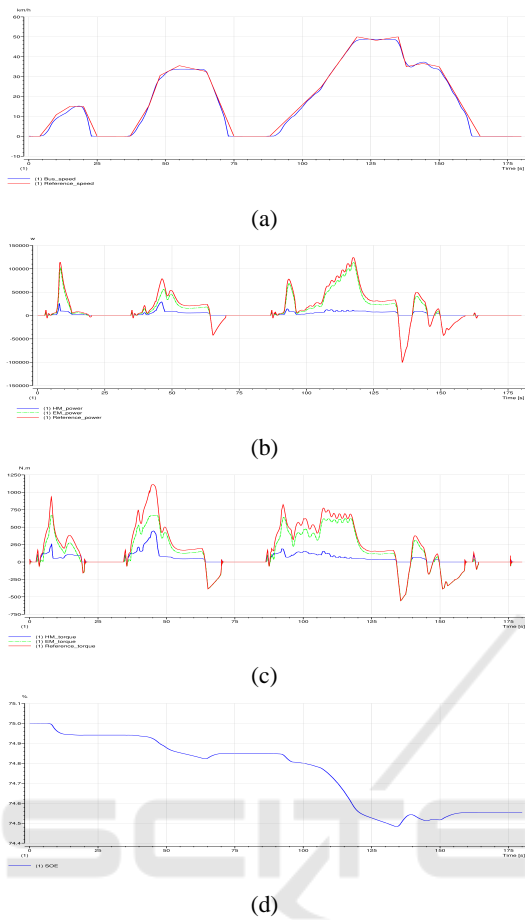 km/h
60
50
40
30
20
10
0
-10
0 25 50 75 100 125 150 175
(1) Time [s]
(1) Bus_speed
(1) Reference_speed
(a)
W
150000
100000
50000
0
-50000
-100000
-150000
0 25 50 75 100 125 150 175
(1) Time [s]
(1) HM_power
(1) EM_power
(1) Reference_power
(b)
N.m
1250
1000
750
500
250
0
-250
-500
-750
0 25 50 75 100 125 150 175
(1) Time [s]
(1) HM_torque
(1) EM_torque
(1) Reference_torque
(c)
%
75.1
75.0
74.9
74.8
74.7
74.6
74.5
74.4
0 25 50 75 100 125 150 175
(1) Time [s]
(1) SOE
(d)
SCITE